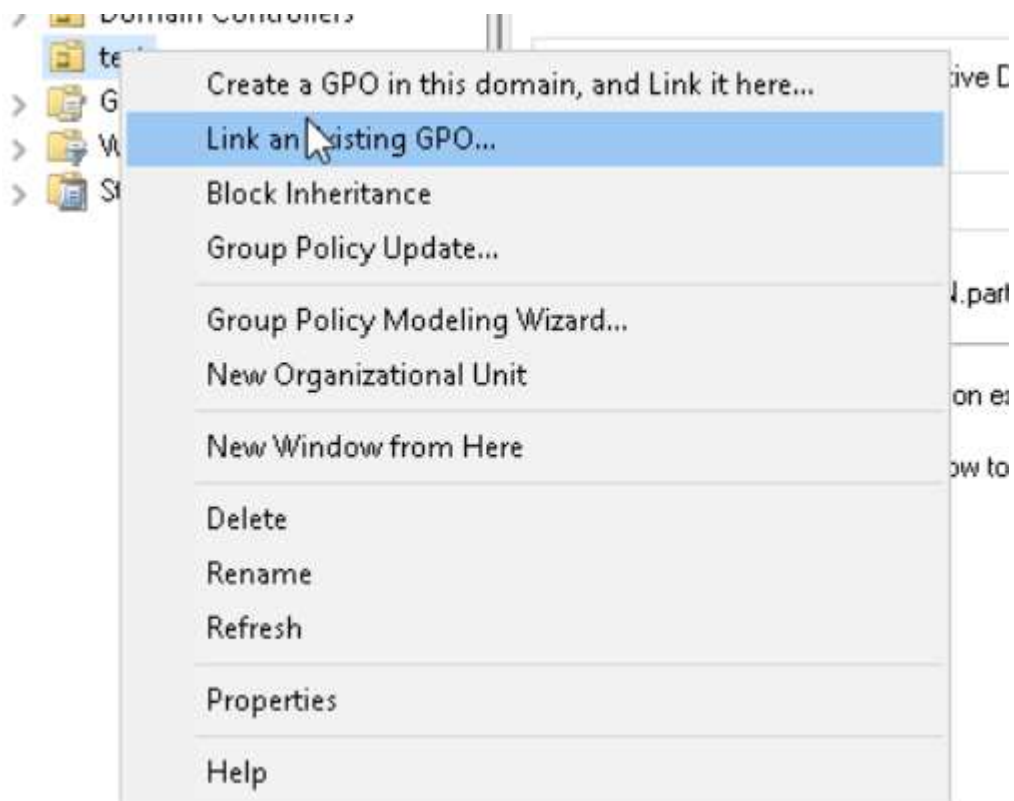 Domain Controllers
Create a GPO in this domain, and Link it here...
Link an existing GPO...
Block Inheritance
Group Policy Update...
Group Policy Modeling Wizard...
New Organizational Unit
New Window from Here
Delete
Rename
Refresh
Properties
Help